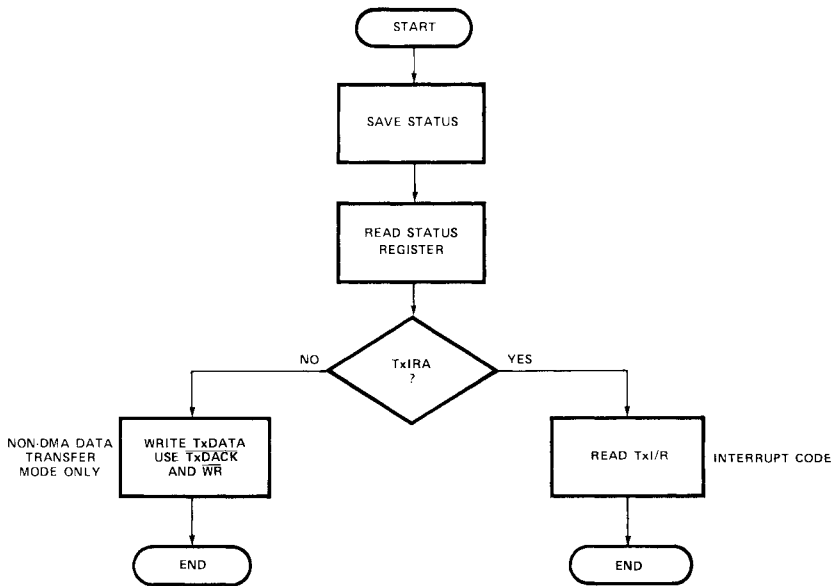 START
SAVE STATUS
READ STATUS
REGISTER
TxIRA
?
NO
YES
NON-DMA DATA
TRANSFER
MODE ONLY
WRITE TxDATA
USE TxDACK
AND WR
READ TxI/R
INTERRUPT CODE
END
END